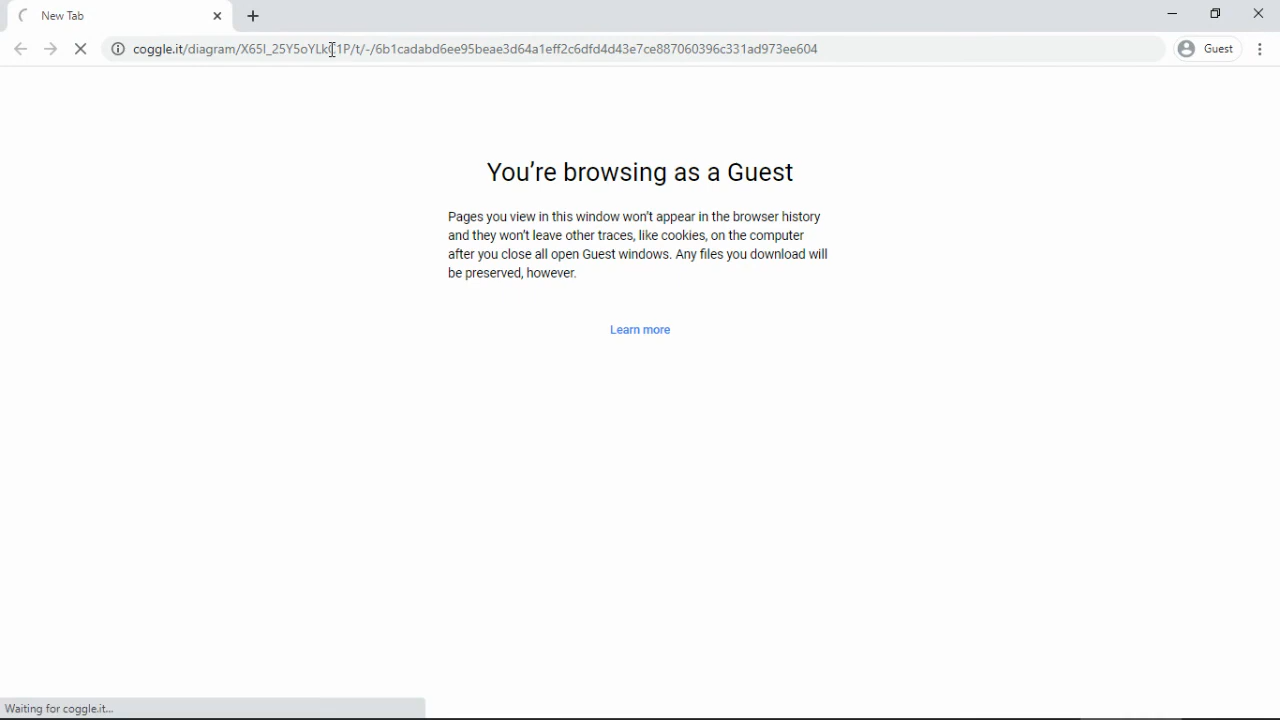 New Tab
coggle.it/diagram/X65I_25Y5oYLkC1P/t/-/6b1cadabd6ee95beae3d64a1eff2c6dfd4d43e7ce887060396c331ad973ee604
Guest
You're browsing as a Guest
Pages you view in this window won't appear in the browser history
and they won't leave other traces, like cookies, on the computer
after you close all open Guest windows. Any files you download will
be preserved, however.
Learn more
Waiting for coggle.it...